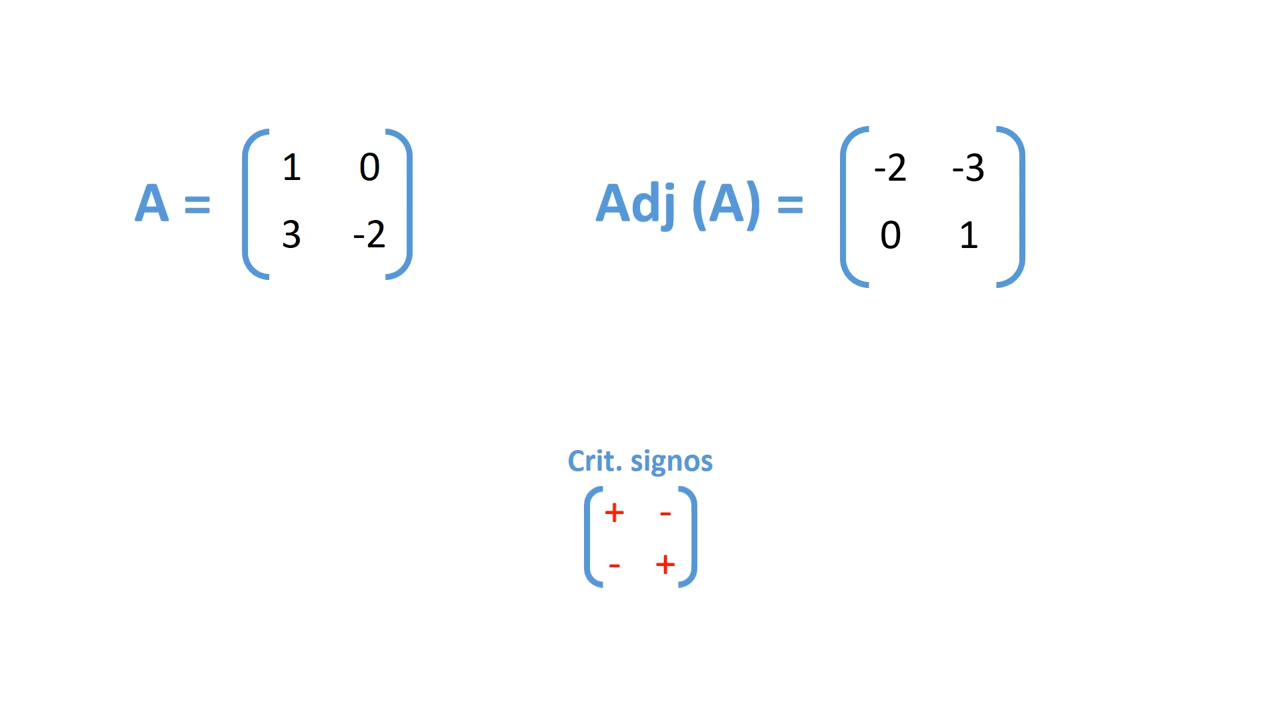 A = ( 1 0
3 -2 )
Adj (A) = ( -2 -3
0 1 )
Crit. signos
( + -
- + )